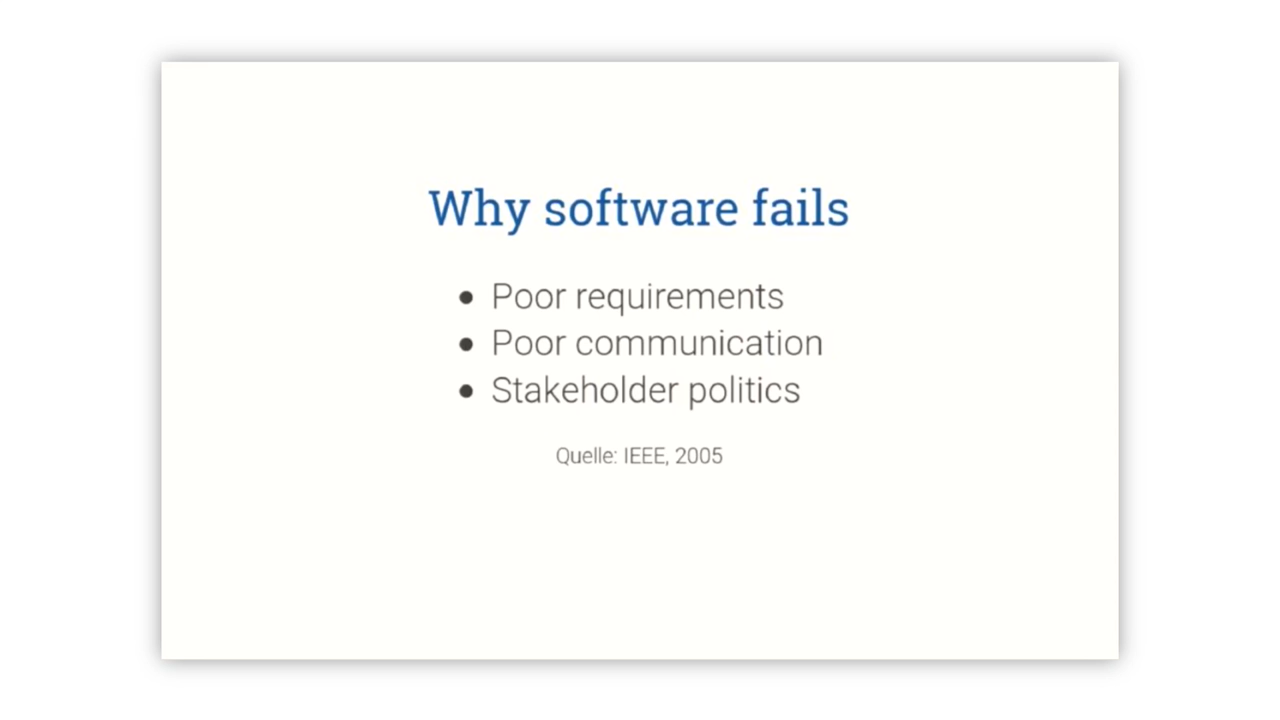 Why software fails
• Poor requirements
• Poor communication
• Stakeholder politics
Quelle: IEEE, 2005